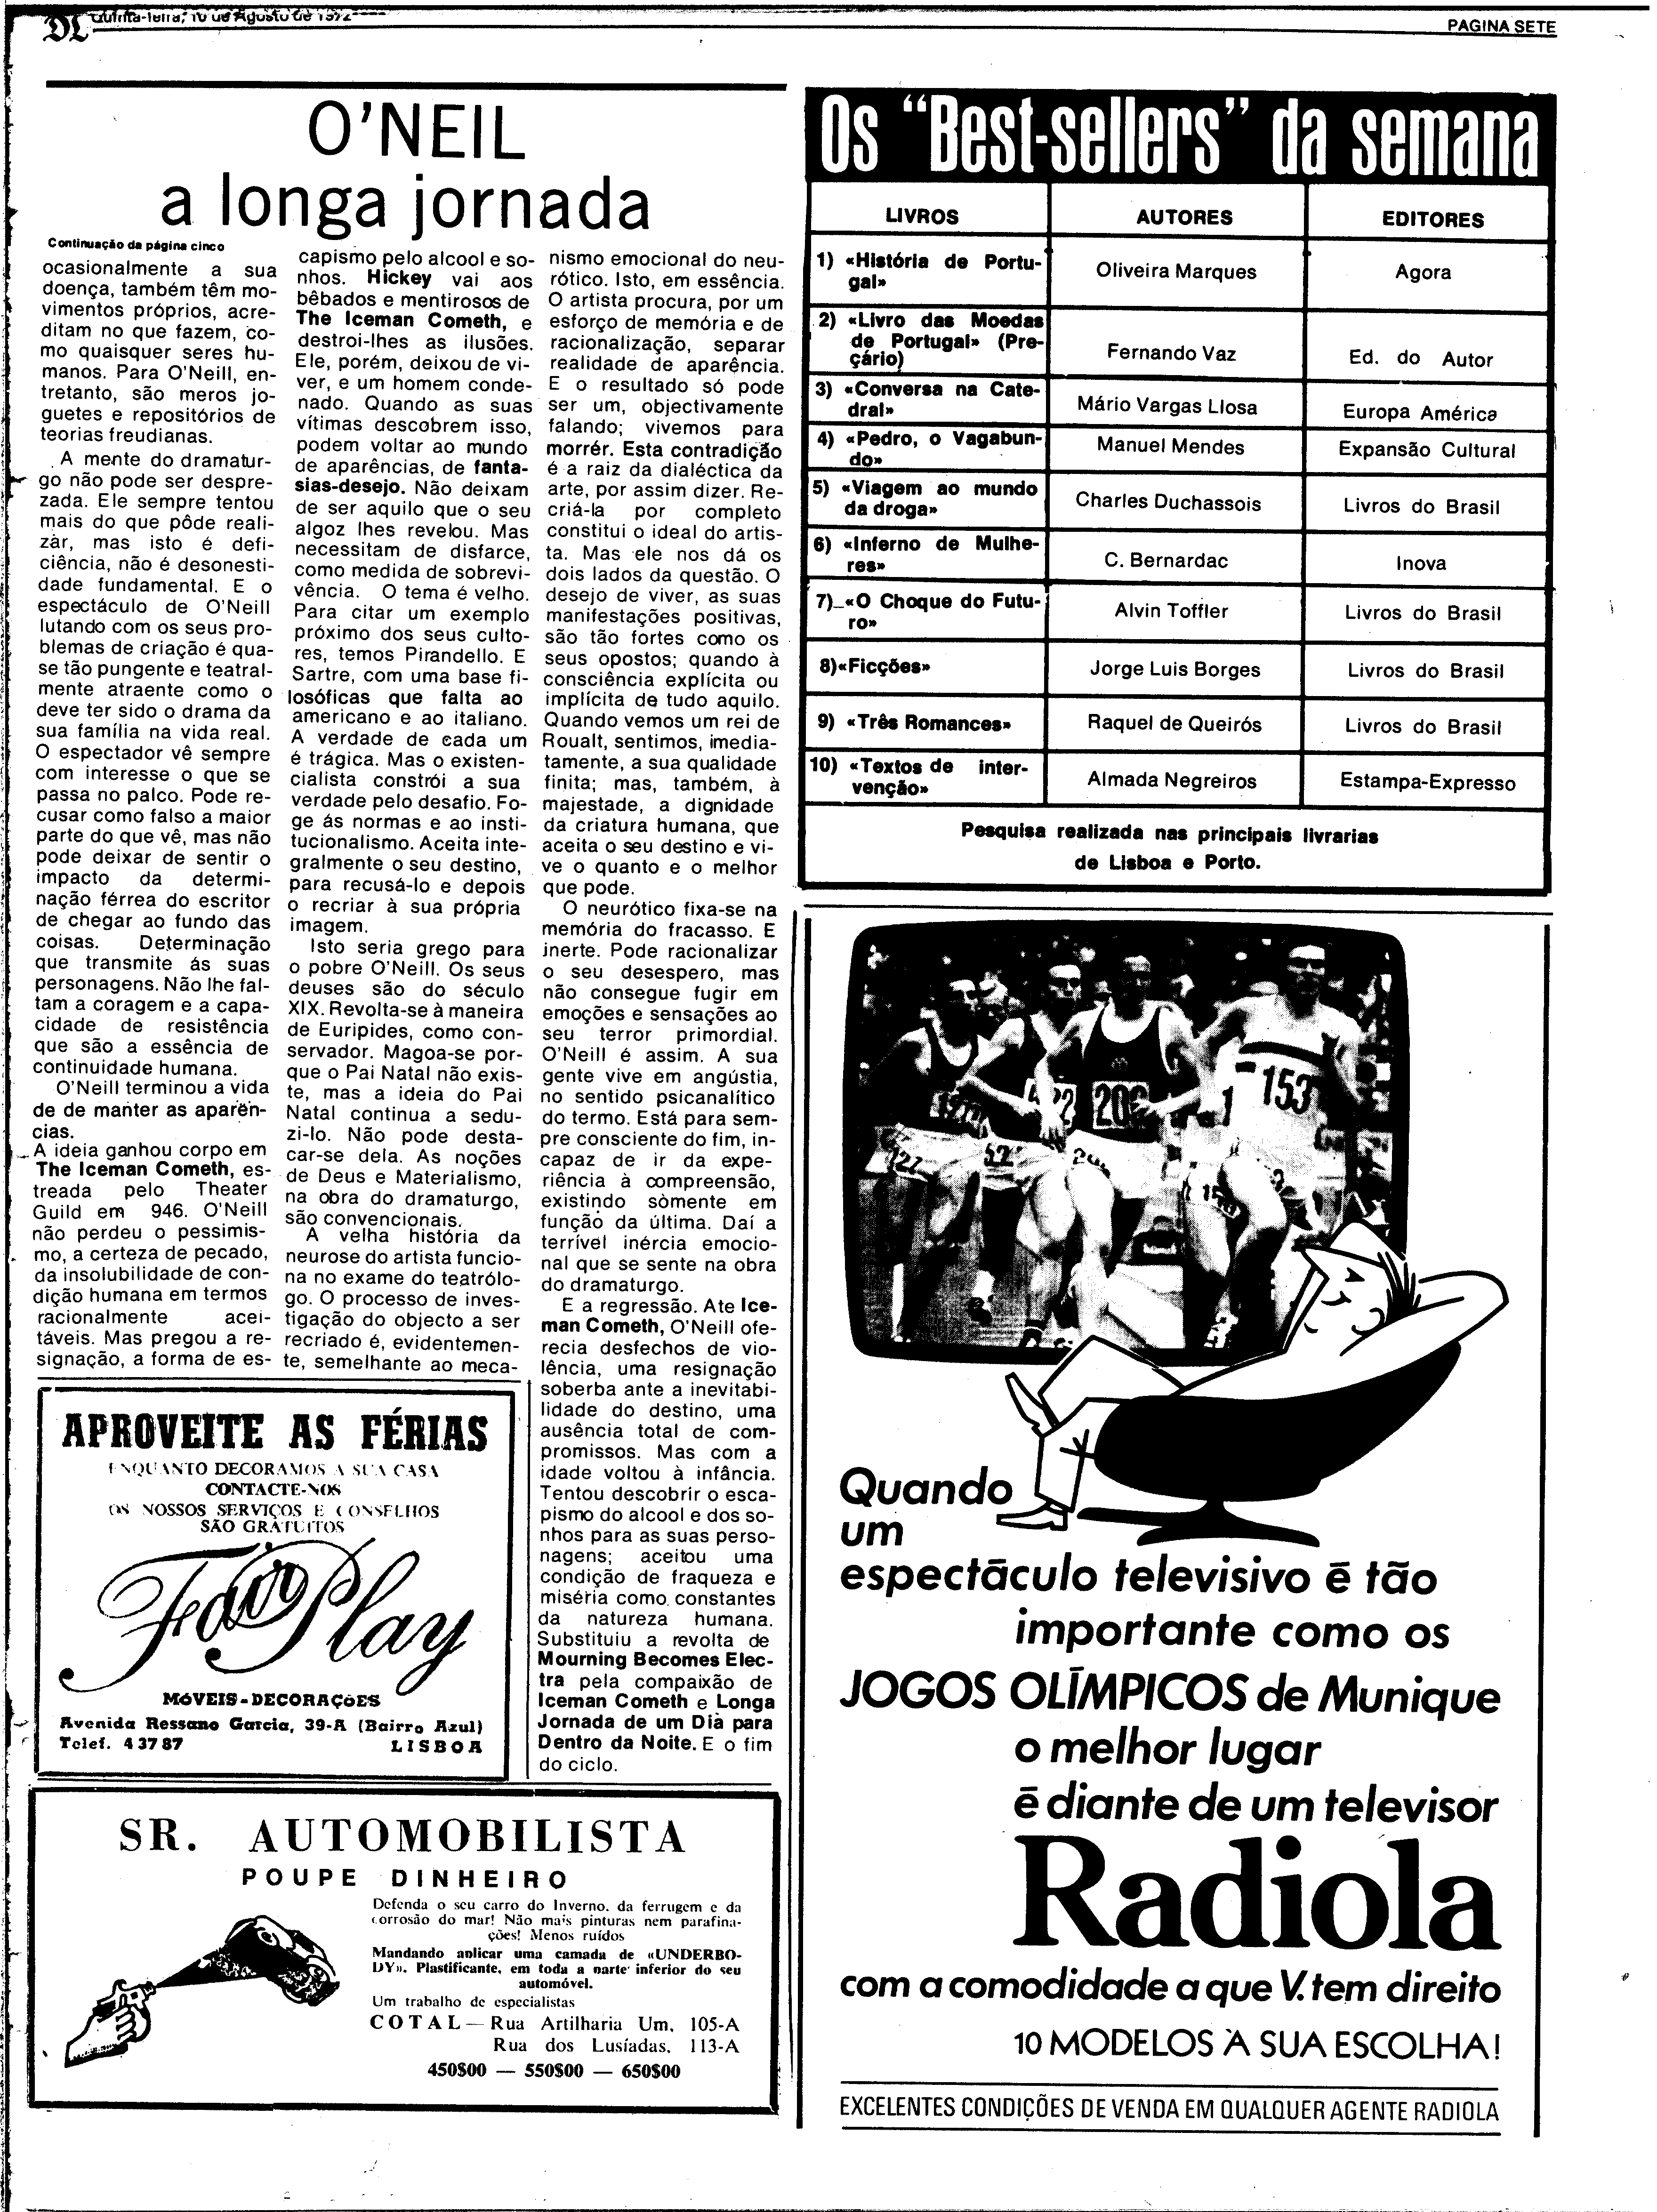 DL Quinta-feira, 10 de Agosto de 1972
PAGINA SETE
O'NEIL
a longa jornada
Continuação da página cinco
ocasionalmente a sua
doença, também têm mo-
vimentos próprios, acre-
ditam no que fazem, co-
mo quaisquer seres hu-
manos. Para O'Neill, en-
tretanto, são meros jo-
guetes e repositórios de
teorias freudianas.
A mente do dramatur-
go não pode ser despre-
zada. Ele sempre tentou
mais do que pôde reali-
zar, mas isto é defi-
ciência, não é desonesti-
dade fundamental. E o
espectáculo de O'Neill
lutando com os seus pro-
blemas de criação é qua-
se tão pungente e teatral-
mente atraente como o
deve ter sido o drama da
sua família na vida real.
O espectador vê sempre
com interesse o que se
passa no palco. Pode re-
cusar como falso a maior
parte do que vê, mas não
pode deixar de sentir o
impacto da determi-
nação férrea do escritor
de chegar ao fundo das
coisas. Determinação
que transmite ás suas
personagens. Não lhe fal-
tam a coragem e a capa-
cidade de resistência
que são a essência de
continuidade humana.
O'Neill terminou a vida
de de manter as aparên-
cias.
A ideia ganhou corpo em
The Iceman Cometh, es-
treada pelo Theater
Guild em 946. O'Neill
não perdeu o pessimis-
mo, a certeza de pecado,
da insolubilidade de con-
dição humana em termos
racionalmente acei-
táveis. Mas pregou a re-
signação, a forma de es-
capismo pelo alcool e so-
nhos. Hickey vai aos
bêbados e mentirosos de
The Iceman Cometh, e
destroi-lhes as ilusões.
Ele, porém, deixou de vi-
ver, e um homem conde-
nado. Quando as suas
vítimas descobrem isso,
podem voltar ao mundo
de aparências, de fanta-
sias-desejo. Não deixam
de ser aquilo que o seu
algoz lhes revelou. Mas
necessitam de disfarce,
como medida de sobrevi-
vência. O tema é velho.
Para citar um exemplo
próximo dos seus culto-
res, temos Pirandello. E
Sartre, com uma base fi-
losóficas que falta ao
americano e ao italiano.
A verdade de cada um
é trágica. Mas o existen-
cialista constrói a sua
verdade pelo desafio. Fo-
ge ás normas e ao insti-
tucionalismo. Aceita inte-
gralmente o seu destino,
para recusá-lo e depois
o recriar à sua própria
imagem.
Isto seria grego para
o pobre O'Neill. Os seus
deuses são do século
XIX. Revolta-se à maneira
de Euripides, como con-
servador. Magoa-se por-
que o Pai Natal não exis-
te, mas a ideia do Pai
Natal continua a sedu-
zi-lo. Não pode desta-
car-se dela. As noções
de Deus e Materialismo,
na obra do dramaturgo,
são convencionais.
A velha história da
neurose do artista funcio-
na no exame do teatrólo-
go. O processo de inves-
tigação do objecto a ser
recriado é, evidentemen-
te, semelhante ao meca-
nismo emocional do neu-
rótico. Isto, em essência.
O artista procura, por um
esforço de memória e de
racionalização, separar
realidade de aparência.
E o resultado só pode
ser um, objectivamente
falando; vivemos para
morrér. Esta contradição
é a raiz da dialéctica da
arte, por assim dizer. Re-
criá-la por completo
constitui o ideal do artis-
ta. Mas ele nos dá os
dois lados da questão. O
desejo de viver, as suas
manifestações positivas,
são tão fortes como os
seus opostos; quando à
consciência explícita ou
implícita de tudo aquilo.
Quando vemos um rei de
Roualt, sentimos, imedia-
tamente, a sua qualidade
finita; mas, também, à
majestade, a dignidade
da criatura humana, que
aceita o seu destino e vi-
ve o quanto e o melhor
que pode.
O neurótico fixa-se na
memória do fracasso. E
inerte. Pode racionalizar
o seu desespero, mas
não consegue fugir em
emoções e sensações ao
seu terror primordial.
O'Neill é assim. A sua
gente vive em angústia,
no sentido psicanalítico
do termo. Está para sem-
pre consciente do fim, in-
capaz de ir da expe-
riência à compreensão,
existindo sòmente em
função da última. Daí a
terrível inércia emocio-
nal que se sente na obra
do dramaturgo.
E a regressão. Ate Ice-
man Cometh, O'Neill ofe-
recia desfechos de vio-
lência, uma resignação
soberba ante a inevitabi-
lidade do destino, uma
ausência total de com-
promissos. Mas com a
idade voltou à infância.
Tentou descobrir o esca-
pismo do alcool e dos so-
nhos para as suas perso-
nagens; aceitou uma
condição de fraqueza e
miséria como constantes
da natureza humana.
Substituiu a revolta de
Mourning Becomes Elec-
tra pela compaixão de
Iceman Cometh e Longa
Jornada de um Dia para
Dentro da Noite. E o fim
do ciclo.
APROVEITE AS FÉRIAS
ENQUANTO DECORAMOS A SUA CASA
CONTACTE-NOS
OS NOSSOS SERVIÇOS E CONSELHOS
SÃO GRATUITOS
Fair Play
MÓVEIS-DECORAÇÕES
Avenida Ressano Garcia, 39-A (Bairro Azul)
Telef. 4 37 87 LISBOA
SR. AUTOMOBILISTA
POUPE DINHEIRO
Defenda o seu carro do Inverno. da ferrugem e da
corrosão do mar! Não mais pinturas nem parafina-
ções! Menos ruídos
Mandando aplicar uma camada de «UNDERBO-
DY». Plastificante, em toda a parte inferior do seu
automóvel.
Um trabalho de especialistas
COTAL — Rua Artilharia Um, 105-A
Rua dos Lusíadas, 113-A
450$00 — 550$00 — 650$00
Os "Best-sellers" da semana
LIVROS AUTORES EDITORES
1) «História de Portu-
gal» Oliveira Marques Agora
2) «Livro das Moedas
de Portugal» (Pre-
çário) Fernando Vaz Ed. do Autor
3) «Conversa na Cate-
dral» Mário Vargas Llosa Europa América
4) «Pedro, o Vagabun-
do» Manuel Mendes Expansão Cultural
5) «Viagem ao mundo
da droga» Charles Duchassois Livros do Brasil
6) «Inferno de Mulhe-
res» C. Bernardac Inova
7) «O Choque do Futu-
ro» Alvin Toffler Livros do Brasil
8) «Ficções» Jorge Luis Borges Livros do Brasil
9) «Três Romances» Raquel de Queirós Livros do Brasil
10) «Textos de inter-
venção» Almada Negreiros Estampa-Expresso
Pesquisa realizada nas principais livrarias
de Lisboa e Porto.
153
127
52
Quando
um
espectáculo televisivo é tão
importante como os
JOGOS OLÍMPICOS de Munique
o melhor lugar
é diante de um televisor
Radiola
com a comodidade a que V. tem direito
10 MODELOS À SUA ESCOLHA!
EXCELENTES CONDIÇÕES DE VENDA EM QUALQUER AGENTE RADIOLA